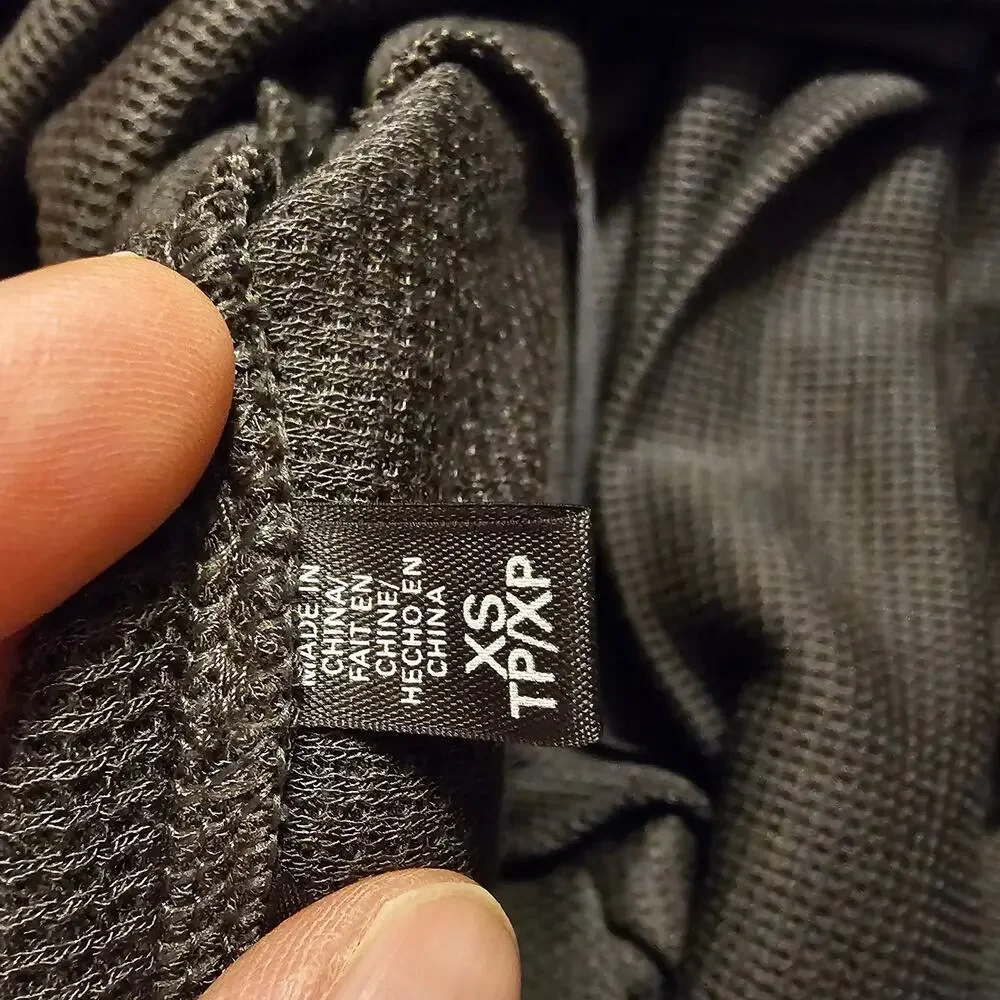 MADE IN
CHINA/
FAIT EN
CHINE/
HECHO EN
CHINA
XS
TP/XP